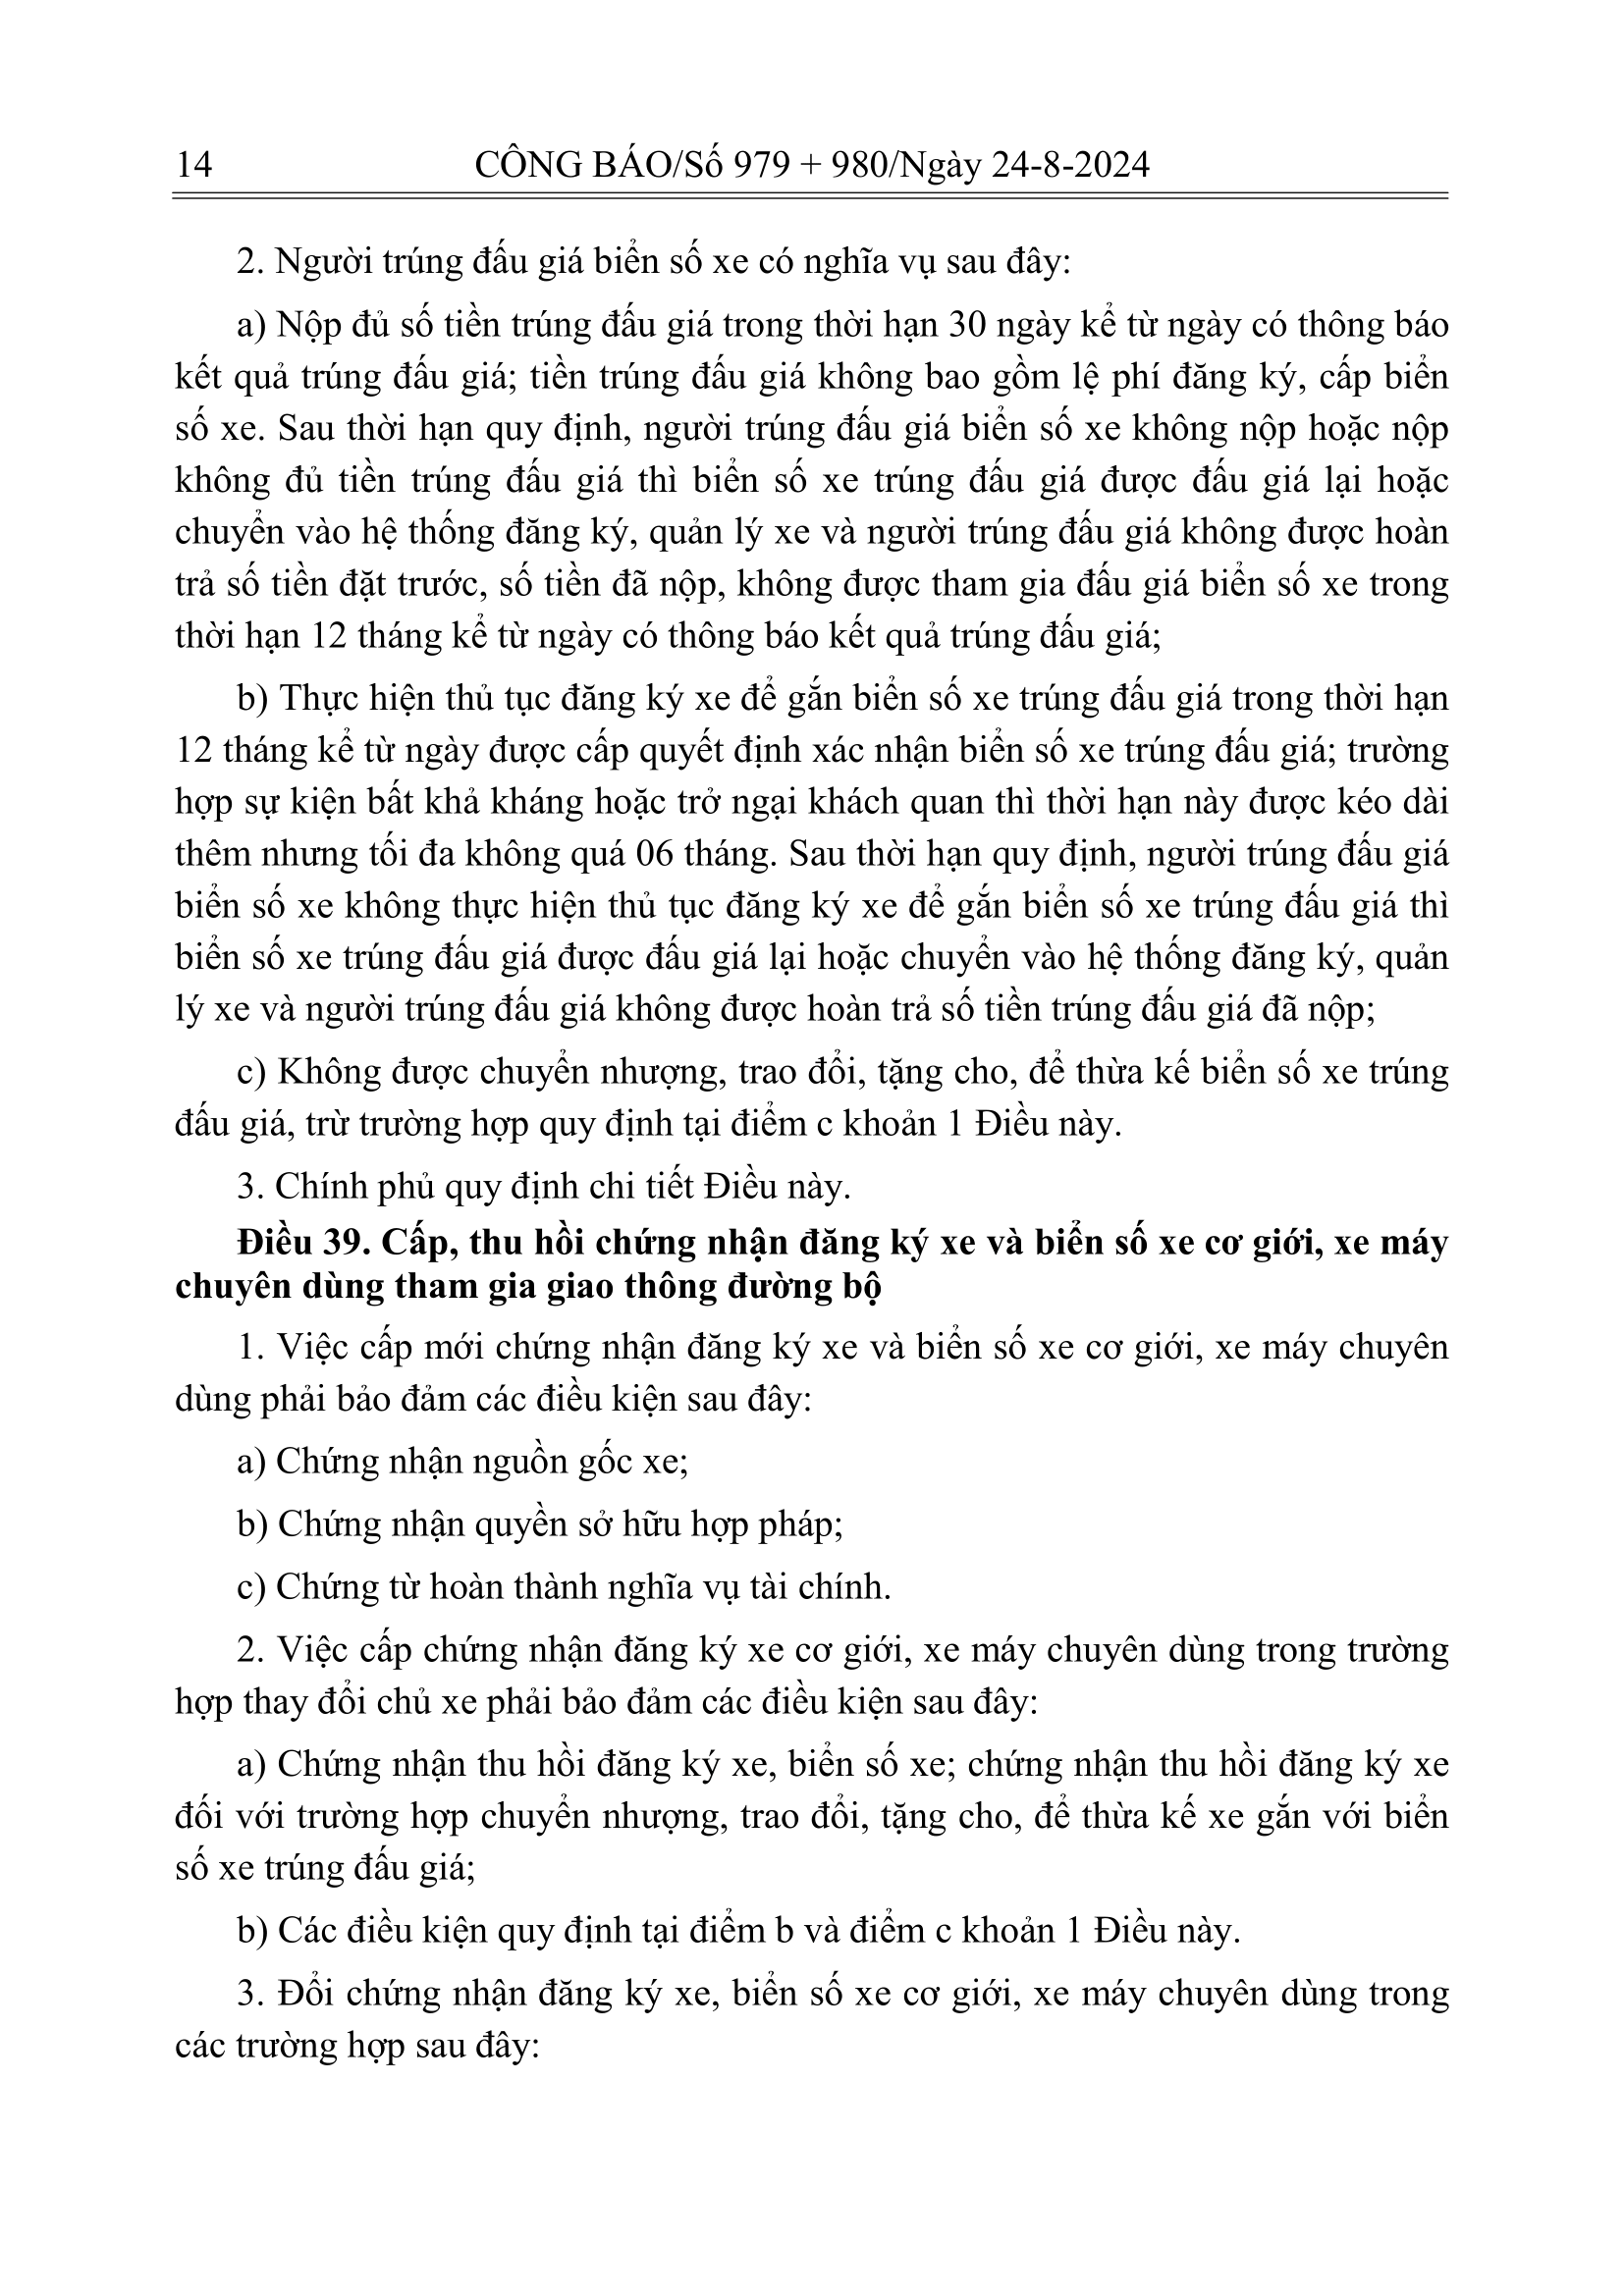 14 CÔNG BÁO/Số 979 + 980/Ngày 24-8-2024
2. Người trúng đấu giá biển số xe có nghĩa vụ sau đây:
a) Nộp đủ số tiền trúng đấu giá trong thời hạn 30 ngày kể từ ngày có thông báo
kết quả trúng đấu giá; tiền trúng đấu giá không bao gồm lệ phí đăng ký, cấp biển
số xe. Sau thời hạn quy định, người trúng đấu giá biển số xe không nộp hoặc nộp
không đủ tiền trúng đấu giá thì biển số xe trúng đấu giá được đấu giá lại hoặc
chuyển vào hệ thống đăng ký, quản lý xe và người trúng đấu giá không được hoàn
trả số tiền đặt trước, số tiền đã nộp, không được tham gia đấu giá biển số xe trong
thời hạn 12 tháng kể từ ngày có thông báo kết quả trúng đấu giá;
b) Thực hiện thủ tục đăng ký xe để gắn biển số xe trúng đấu giá trong thời hạn
12 tháng kể từ ngày được cấp quyết định xác nhận biển số xe trúng đấu giá; trường
hợp sự kiện bất khả kháng hoặc trở ngại khách quan thì thời hạn này được kéo dài
thêm nhưng tối đa không quá 06 tháng. Sau thời hạn quy định, người trúng đấu giá
biển số xe không thực hiện thủ tục đăng ký xe để gắn biển số xe trúng đấu giá thì
biển số xe trúng đấu giá được đấu giá lại hoặc chuyển vào hệ thống đăng ký, quản
lý xe và người trúng đấu giá không được hoàn trả số tiền trúng đấu giá đã nộp;
c) Không được chuyển nhượng, trao đổi, tặng cho, để thừa kế biển số xe trúng
đấu giá, trừ trường hợp quy định tại điểm c khoản 1 Điều này.
3. Chính phủ quy định chi tiết Điều này.
Điều 39. Cấp, thu hồi chứng nhận đăng ký xe và biển số xe cơ giới, xe máy
chuyên dùng tham gia giao thông đường bộ
1. Việc cấp mới chứng nhận đăng ký xe và biển số xe cơ giới, xe máy chuyên
dùng phải bảo đảm các điều kiện sau đây:
a) Chứng nhận nguồn gốc xe;
b) Chứng nhận quyền sở hữu hợp pháp;
c) Chứng từ hoàn thành nghĩa vụ tài chính.
2. Việc cấp chứng nhận đăng ký xe cơ giới, xe máy chuyên dùng trong trường
hợp thay đổi chủ xe phải bảo đảm các điều kiện sau đây:
a) Chứng nhận thu hồi đăng ký xe, biển số xe; chứng nhận thu hồi đăng ký xe
đối với trường hợp chuyển nhượng, trao đổi, tặng cho, để thừa kế xe gắn với biển
số xe trúng đấu giá;
b) Các điều kiện quy định tại điểm b và điểm c khoản 1 Điều này.
3. Đổi chứng nhận đăng ký xe, biển số xe cơ giới, xe máy chuyên dùng trong
các trường hợp sau đây: